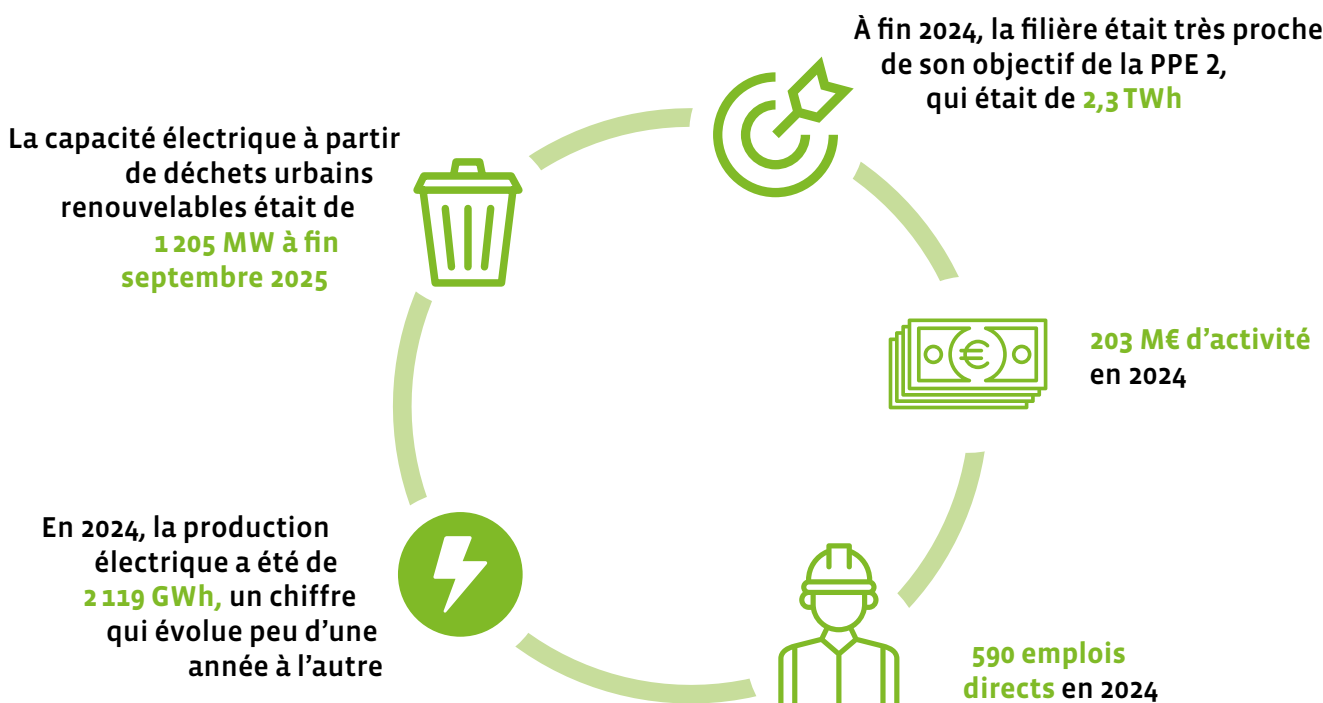 À fin 2024, la filière était très proche
de son objectif de la PPE 2,
qui était de 2,3 TWh
La capacité électrique à partir
de déchets urbains
renouvelables était de
1 205 MW à fin
septembre 2025
203 M€ d’activité
en 2024
En 2024, la production
électrique a été de
2 119 GWh, un chiffre
qui évolue peu d’une
année à l’autre
590 emplois
directs en 2024